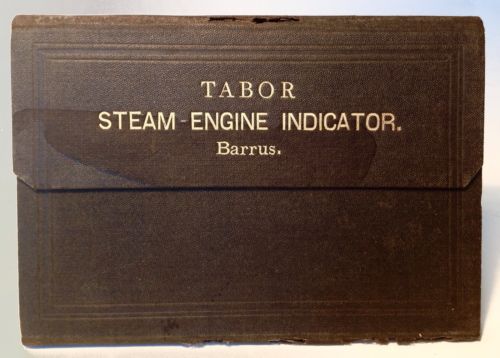 TABOR
STEAM-ENGINE INDICATOR.
Barrus.